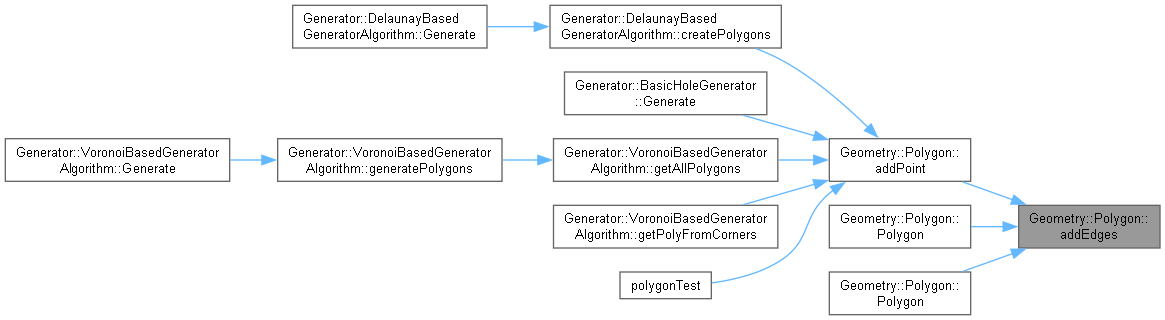 Generator::DelaunayBased
GeneratorAlgorithm::Generate
Generator::DelaunayBased
GeneratorAlgorithm::createPolygons
Generator::BasicHoleGenerator
::Generate
Generator::VoronoiBasedGenerator
Algorithm::Generate
Generator::VoronoiBasedGenerator
Algorithm::generatePolygons
Generator::VoronoiBasedGenerator
Algorithm::getAllPolygons
Geometry::Polygon::
addPoint
Generator::VoronoiBasedGenerator
Algorithm::getPolyFromCorners
Geometry::Polygon::
Polygon
Geometry::Polygon::
addEdges
polygonTest
Geometry::Polygon::
Polygon